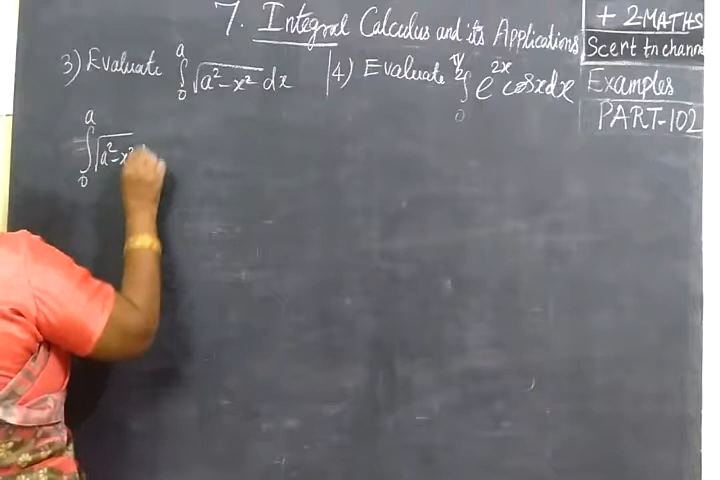 7. Integral Calculus and its Applications
+ 2-MATHS
Scert tn channel
Examples
PART-102
3) Evaluate ∫₀ᵃ √(a² - x²) dx
4) Evaluate ∫₀^(π/2) e^(2x) cosx dx
∫₀ᵃ √(a² - x²